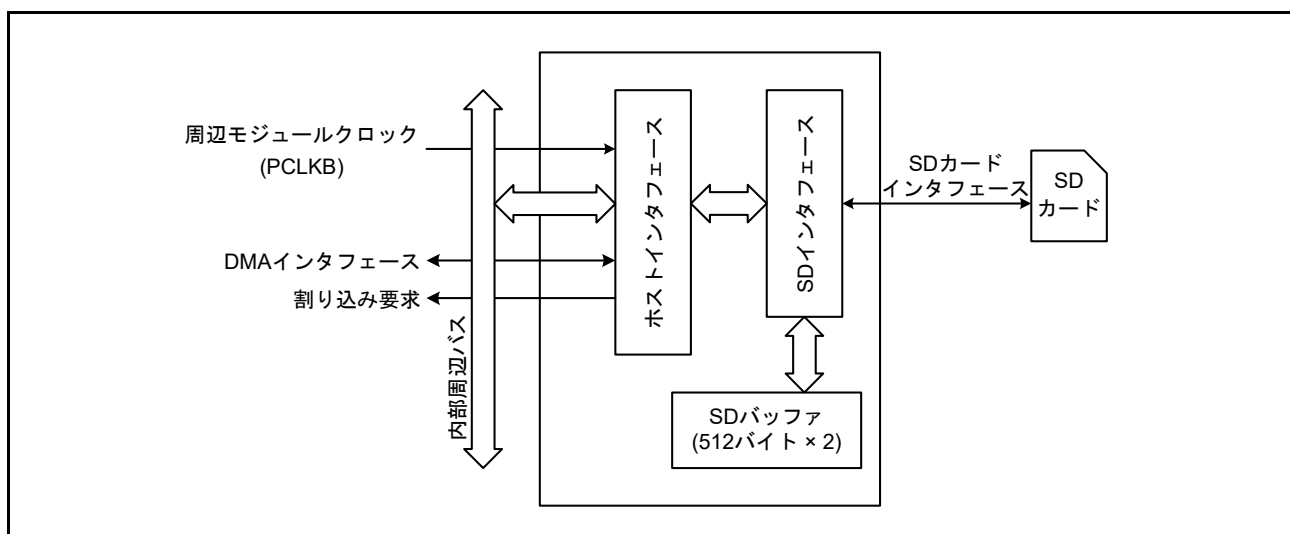 周辺モジュールクロック
(PCLKB)
DMAインタフェース
割り込み要求
内部周辺バス
ホストインタフェース
SDインタフェース
SDバッファ
(512バイト × 2)
SDカード
インタフェース
SD
カード